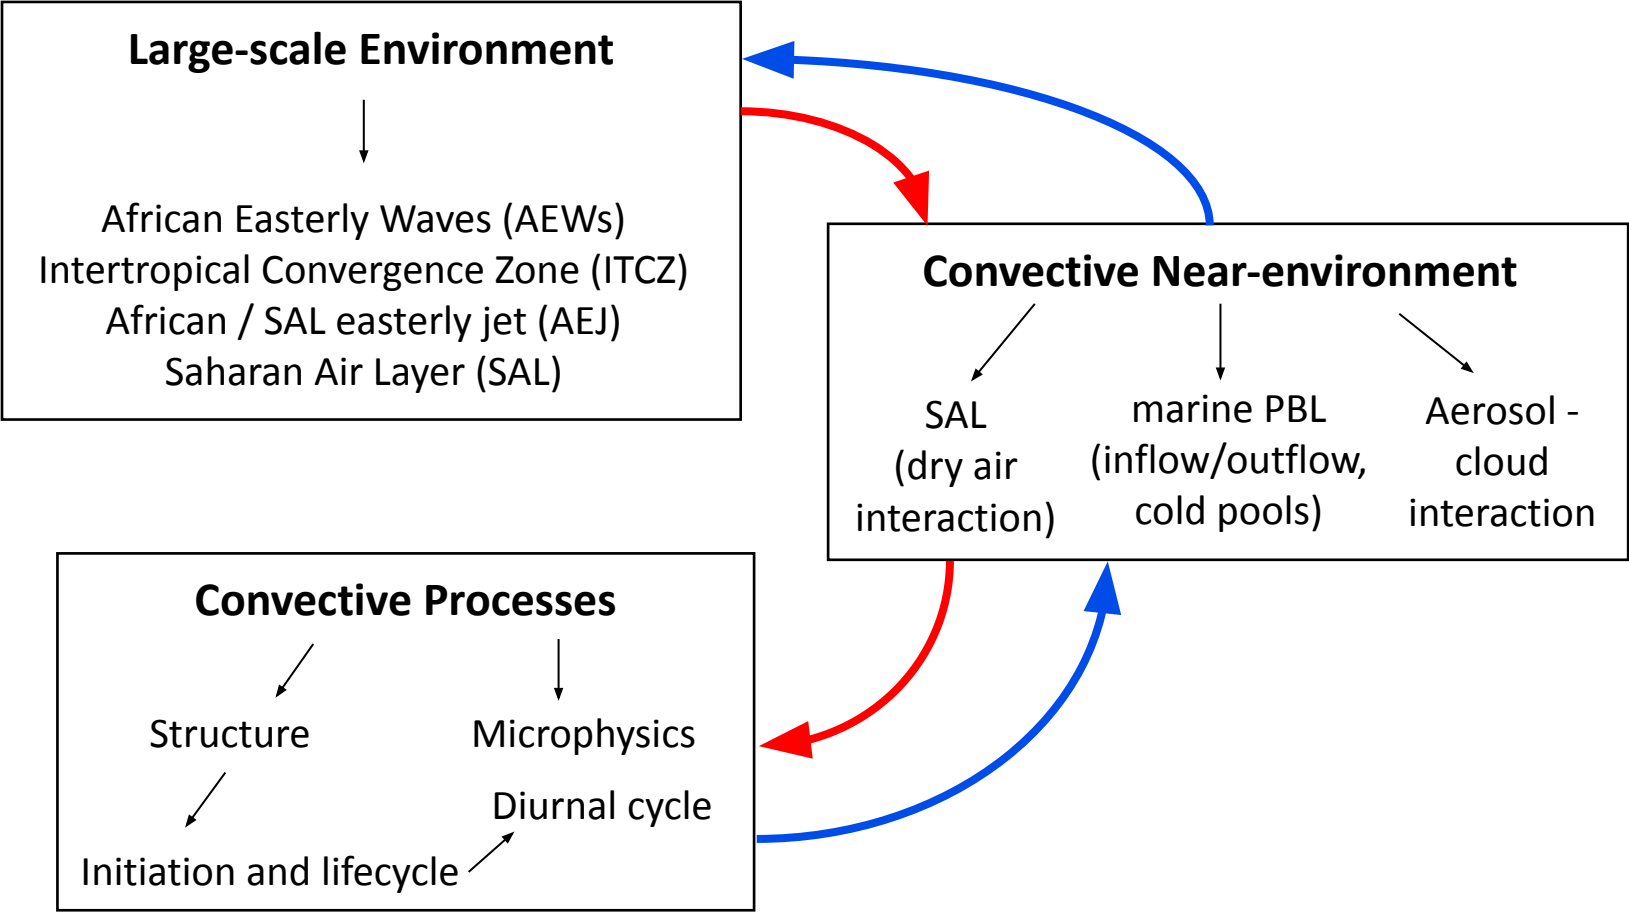 Large-scale Environment
African Easterly Waves (AEWs)
Intertropical Convergence Zone (ITCZ)
African / SAL easterly jet (AEJ)
Saharan Air Layer (SAL)
Convective Near-environment
SAL
(dry air
interaction)
marine PBL
(inflow/outflow,
cold pools)
Aerosol -
cloud
interaction
Convective Processes
Structure
Microphysics
Diurnal cycle
Initiation and lifecycle